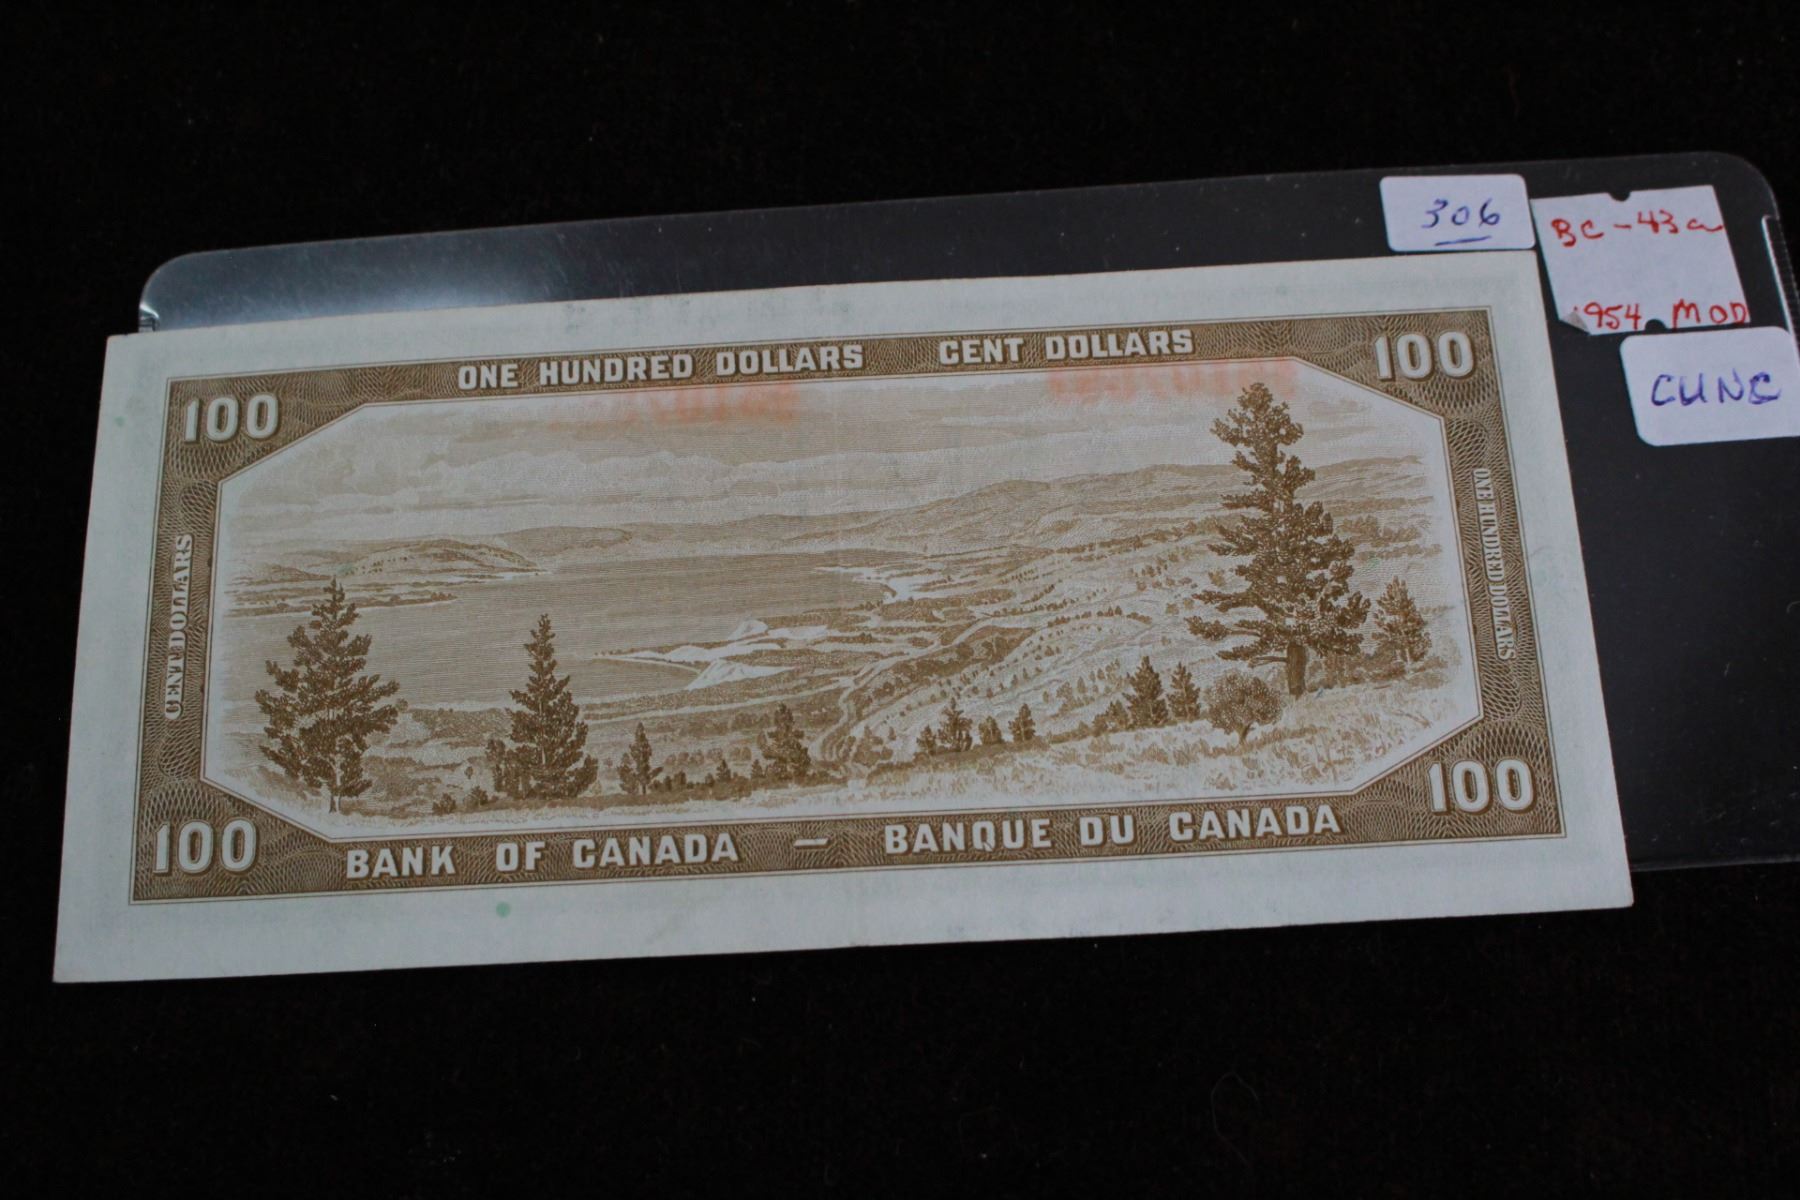 306
BC-43a
1954 MOD
CUNC
ONE HUNDRED DOLLARS CENT DOLLARS
100
100
CENT DOLLARS
ONE HUNDRED DOLLARS
100
100
BANK OF CANADA — BANQUE DU CANADA